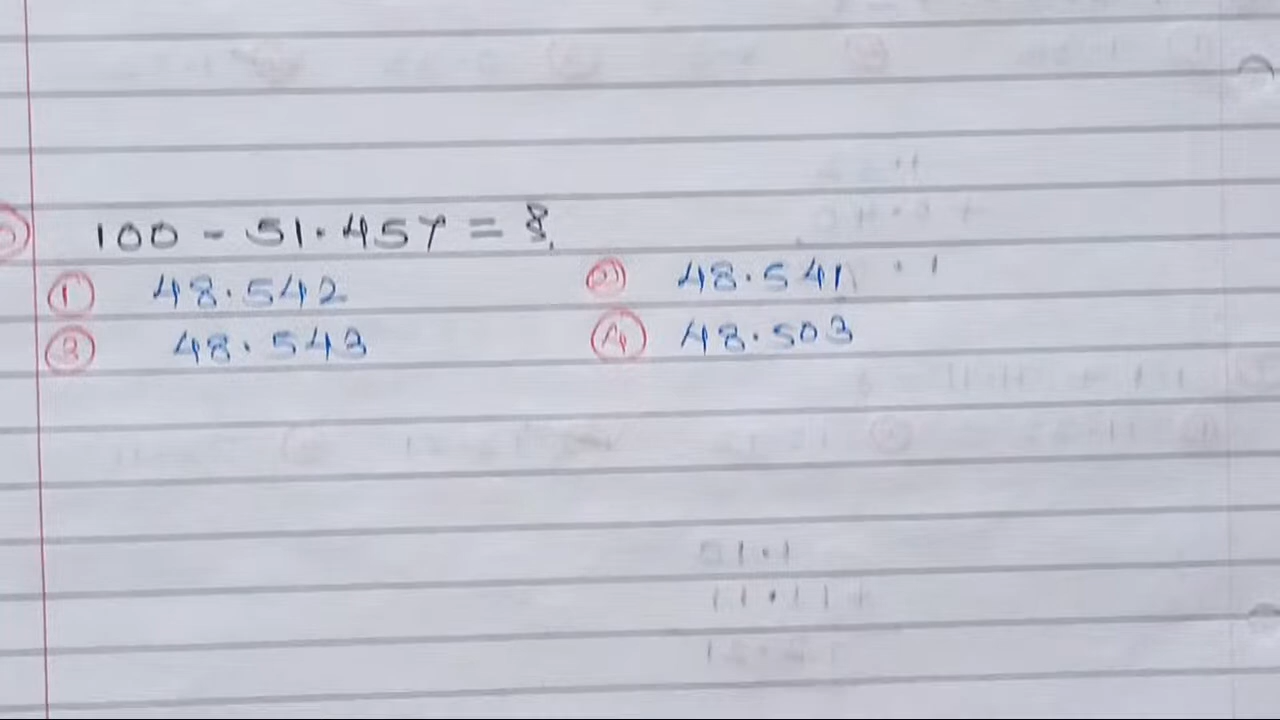 100 - 51.457 = ?
① 48.542 ② 48.541
③ 48.543 ④ 48.503